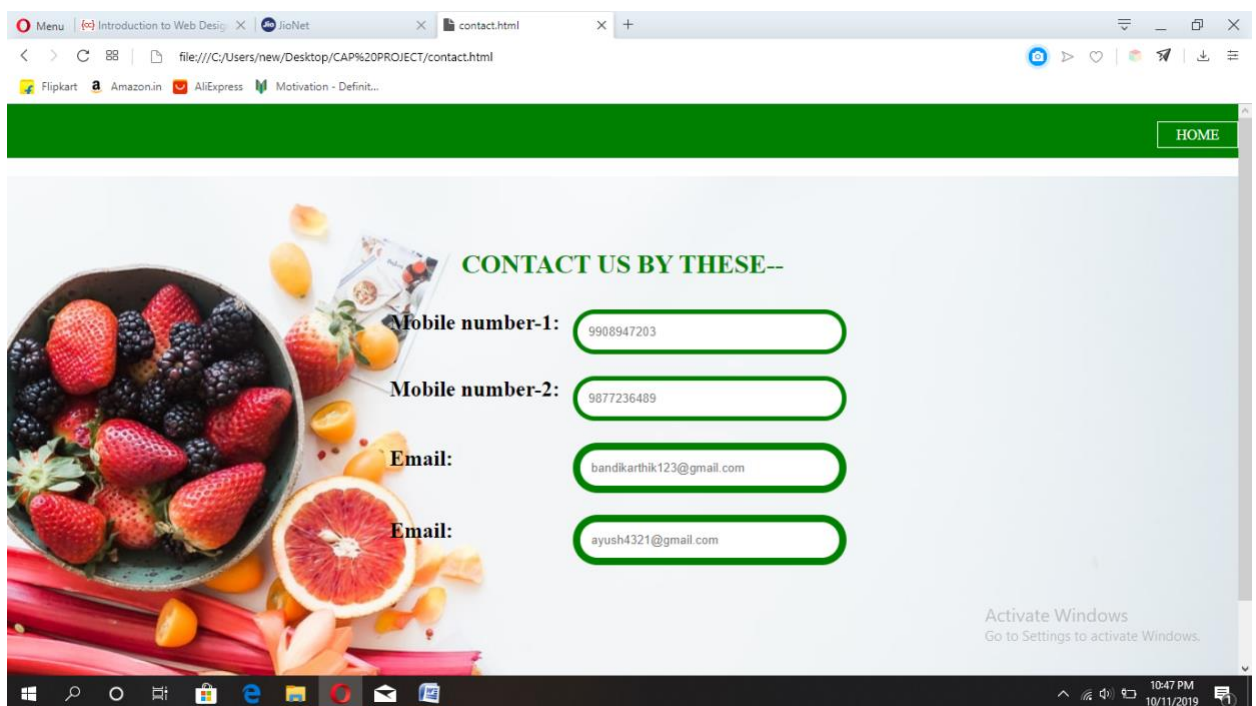 Menu
Introduction to Web Desig
JioNet
contact.html
file:///C:/Users/new/Desktop/CAP%20PROJECT/contact.html
Flipkart
Amazon.in
AliExpress
Motivation - Definit...
HOME
CONTACT US BY THESE--
Mobile number-1:
9908947203
Mobile number-2:
9877236489
Email:
bandikarthik123@gmail.com
Email:
ayush4321@gmail.com
Activate Windows
Go to Settings to activate Windows.
10:47 PM
10/11/2019